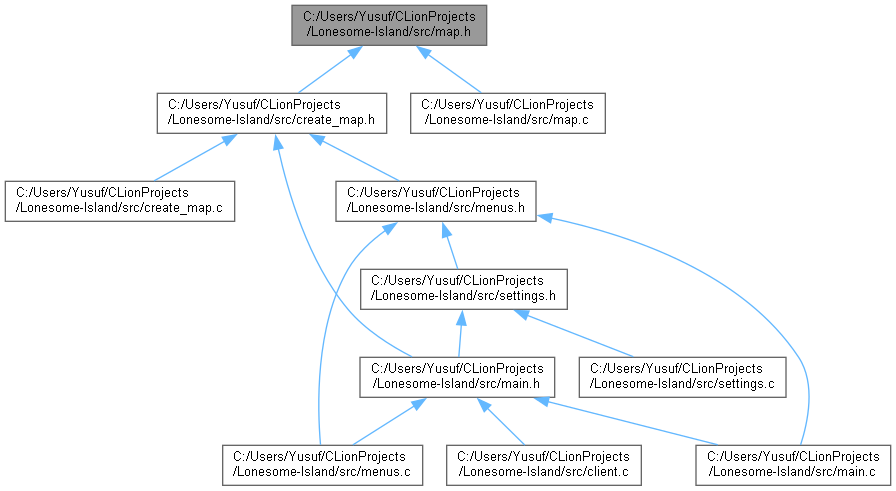 C:/Users/Yusuf/CLionProjects
/Lonesome-Island/src/map.h
C:/Users/Yusuf/CLionProjects
/Lonesome-Island/src/create_map.h
C:/Users/Yusuf/CLionProjects
/Lonesome-Island/src/map.c
C:/Users/Yusuf/CLionProjects
/Lonesome-Island/src/create_map.c
C:/Users/Yusuf/CLionProjects
/Lonesome-Island/src/menus.h
C:/Users/Yusuf/CLionProjects
/Lonesome-Island/src/settings.h
C:/Users/Yusuf/CLionProjects
/Lonesome-Island/src/main.h
C:/Users/Yusuf/CLionProjects
/Lonesome-Island/src/settings.c
C:/Users/Yusuf/CLionProjects
/Lonesome-Island/src/menus.c
C:/Users/Yusuf/CLionProjects
/Lonesome-Island/src/client.c
C:/Users/Yusuf/CLionProjects
/Lonesome-Island/src/main.c